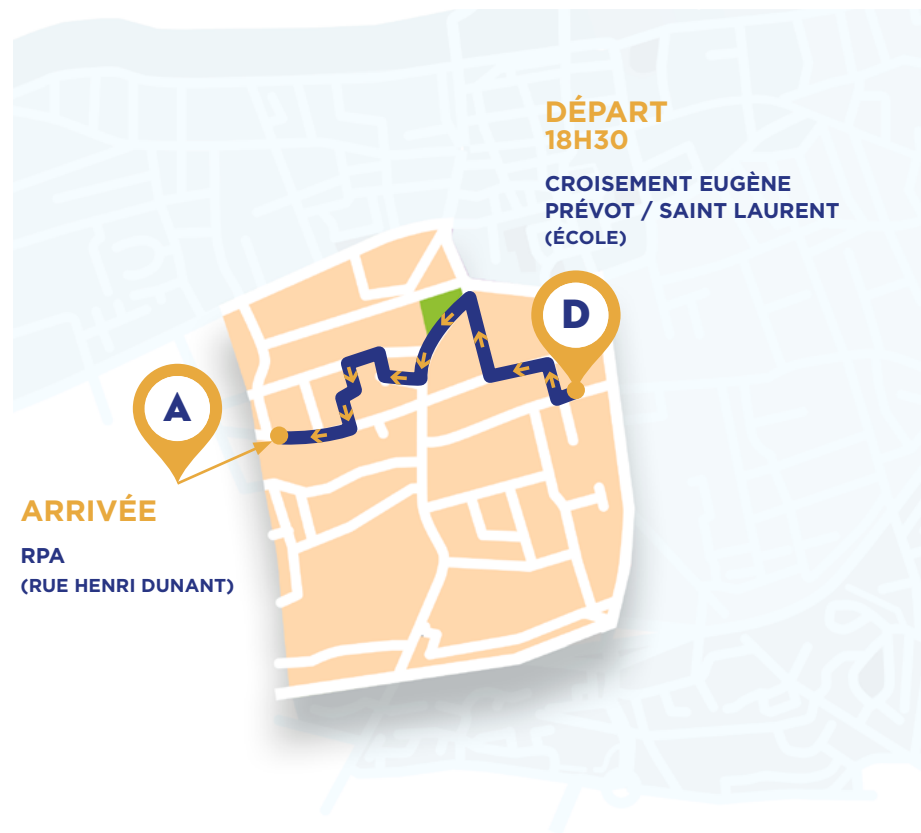 DÉPART
18H30
CROISEMENT EUGÈNE
PRÉVOT / SAINT LAURENT
(ÉCOLE)
D
A
ARRIVÉE
RPA
(RUE HENRI DUNANT)